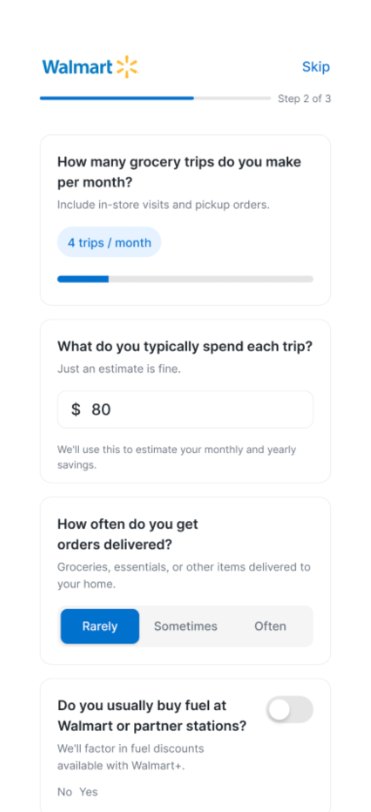 Walmart
Skip
Step 2 of 3
How many grocery trips do you make
per month?
Include in-store visits and pickup orders.
4 trips / month
What do you typically spend each trip?
Just an estimate is fine.
$ 80
We'll use this to estimate your monthly and yearly
savings.
How often do you get
orders delivered?
Groceries, essentials, or other items delivered to
your home.
Rarely Sometimes Often
Do you usually buy fuel at
Walmart or partner stations?
We'll factor in fuel discounts
available with Walmart+.
No Yes